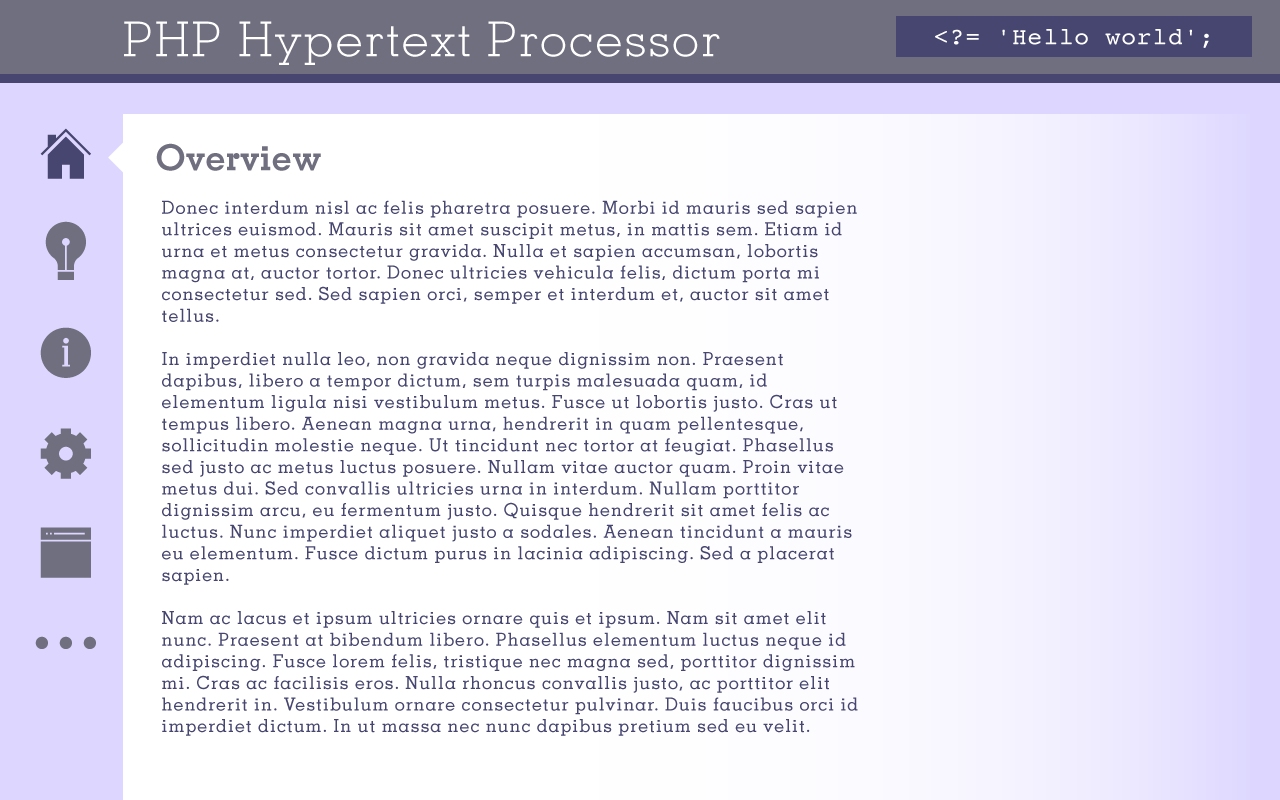 PHP Hypertext Processor
<?= 'Hello world';
Overview
Donec interdum nisl ac felis pharetra posuere. Morbi id mauris sed sapien
ultrices euismod. Mauris sit amet suscipit metus, in mattis sem. Etiam id
urna et metus consectetur gravida. Nulla et sapien accumsan, lobortis
magna at, auctor tortor. Donec ultricies vehicula felis, dictum porta mi
consectetur sed. Sed sapien orci, semper et interdum et, auctor sit amet
tellus.
In imperdiet nulla leo, non gravida neque dignissim non. Praesent
dapibus, libero a tempor dictum, sem turpis malesuada quam, id
elementum ligula nisi vestibulum metus. Fusce ut lobortis justo. Cras ut
tempus libero. Aenean magna urna, hendrerit in quam pellentesque,
sollicitudin molestie neque. Ut tincidunt nec tortor at feugiat. Phasellus
sed justo ac metus luctus posuere. Nullam vitae auctor quam. Proin vitae
metus dui. Sed convallis ultricies urna in interdum. Nullam porttitor
dignissim arcu, eu fermentum justo. Quisque hendrerit sit amet felis ac
luctus. Nunc imperdiet aliquet justo a sodales. Aenean tincidunt a mauris
eu elementum. Fusce dictum purus in lacinia adipiscing. Sed a placerat
sapien.
Nam ac lacus et ipsum ultricies ornare quis et ipsum. Nam sit amet elit
nunc. Praesent at bibendum libero. Phasellus elementum luctus neque id
adipiscing. Fusce lorem felis, tristique nec magna sed, porttitor dignissim
mi. Cras ac facilisis eros. Nulla rhoncus convallis justo, ac porttitor elit
hendrerit in. Vestibulum ornare consectetur pulvinar. Duis faucibus orci id
imperdiet dictum. In ut massa nec nunc dapibus pretium sed eu velit.